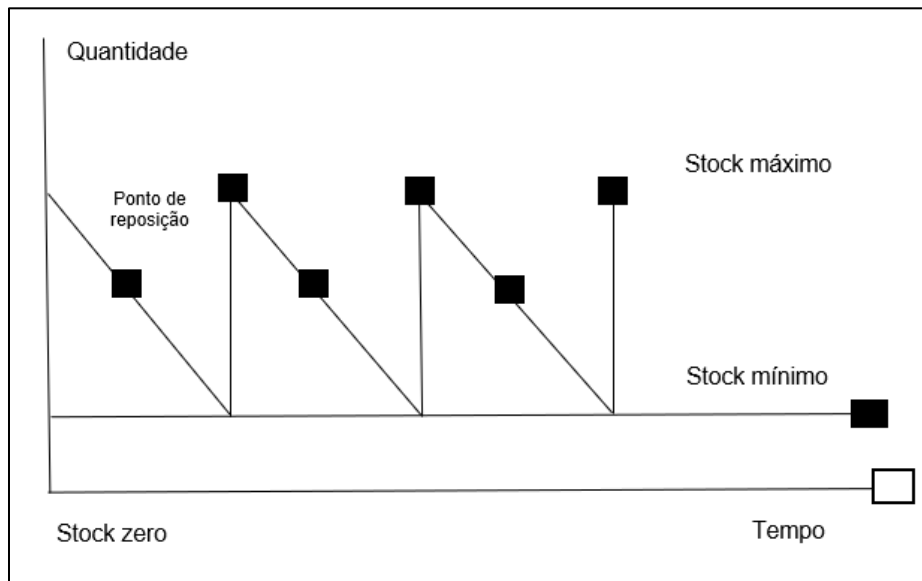 Quantidade
Stock máximo
Ponto de
reposição
Stock mínimo
Stock zero
Tempo